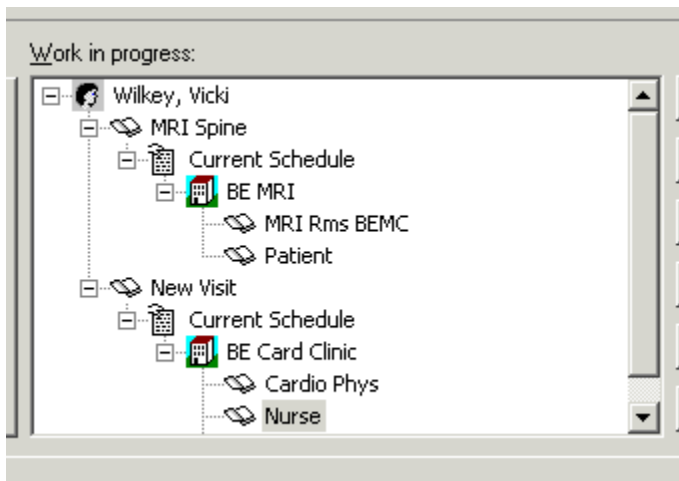 Work in progress:
Wilkey, Vicki
MRI Spine
Current Schedule
BE MRI
MRI Rms BEMC
Patient
New Visit
Current Schedule
BE Card Clinic
Cardio Phys
Nurse